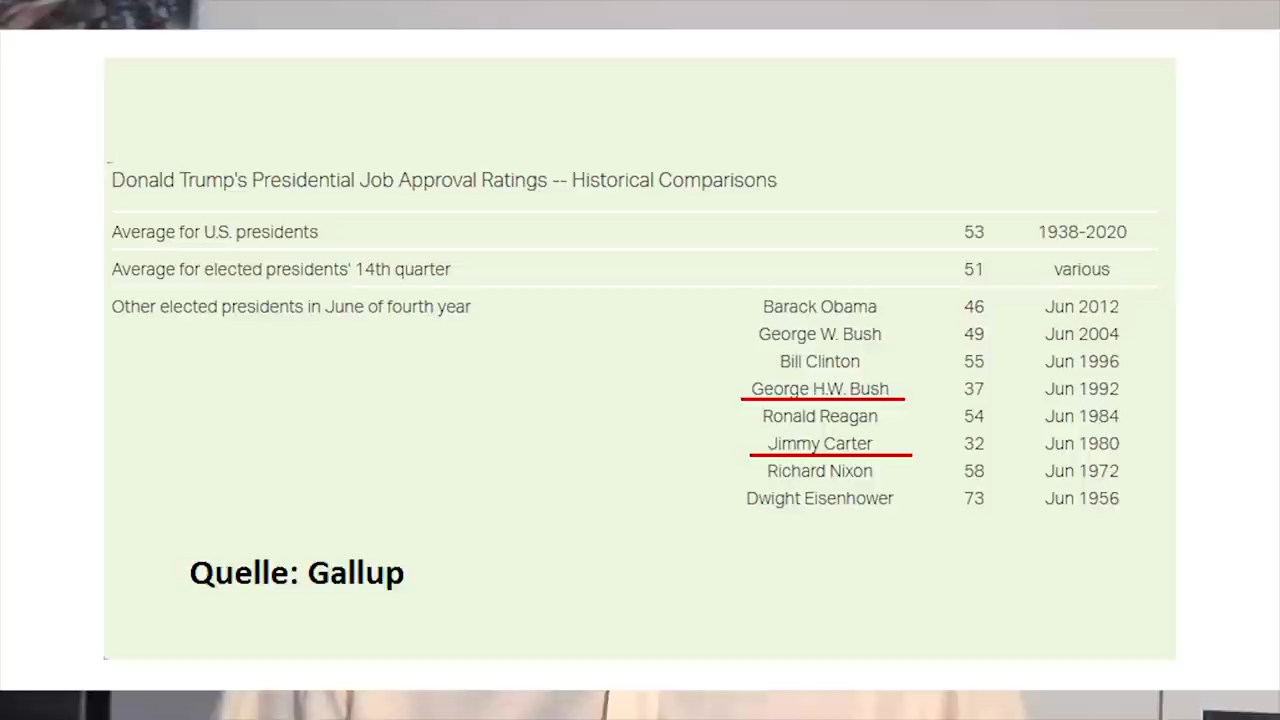 Donald Trump's Presidential Job Approval Ratings -- Historical Comparisons
Average for U.S. presidents 53 1938-2020
Average for elected presidents' 14th quarter 51 various
Other elected presidents in June of fourth year Barack Obama 46 Jun 2012
George W. Bush 49 Jun 2004
Bill Clinton 55 Jun 1996
George H.W. Bush 37 Jun 1992
Ronald Reagan 54 Jun 1984
Jimmy Carter 32 Jun 1980
Richard Nixon 58 Jun 1972
Dwight Eisenhower 73 Jun 1956
Quelle: Gallup